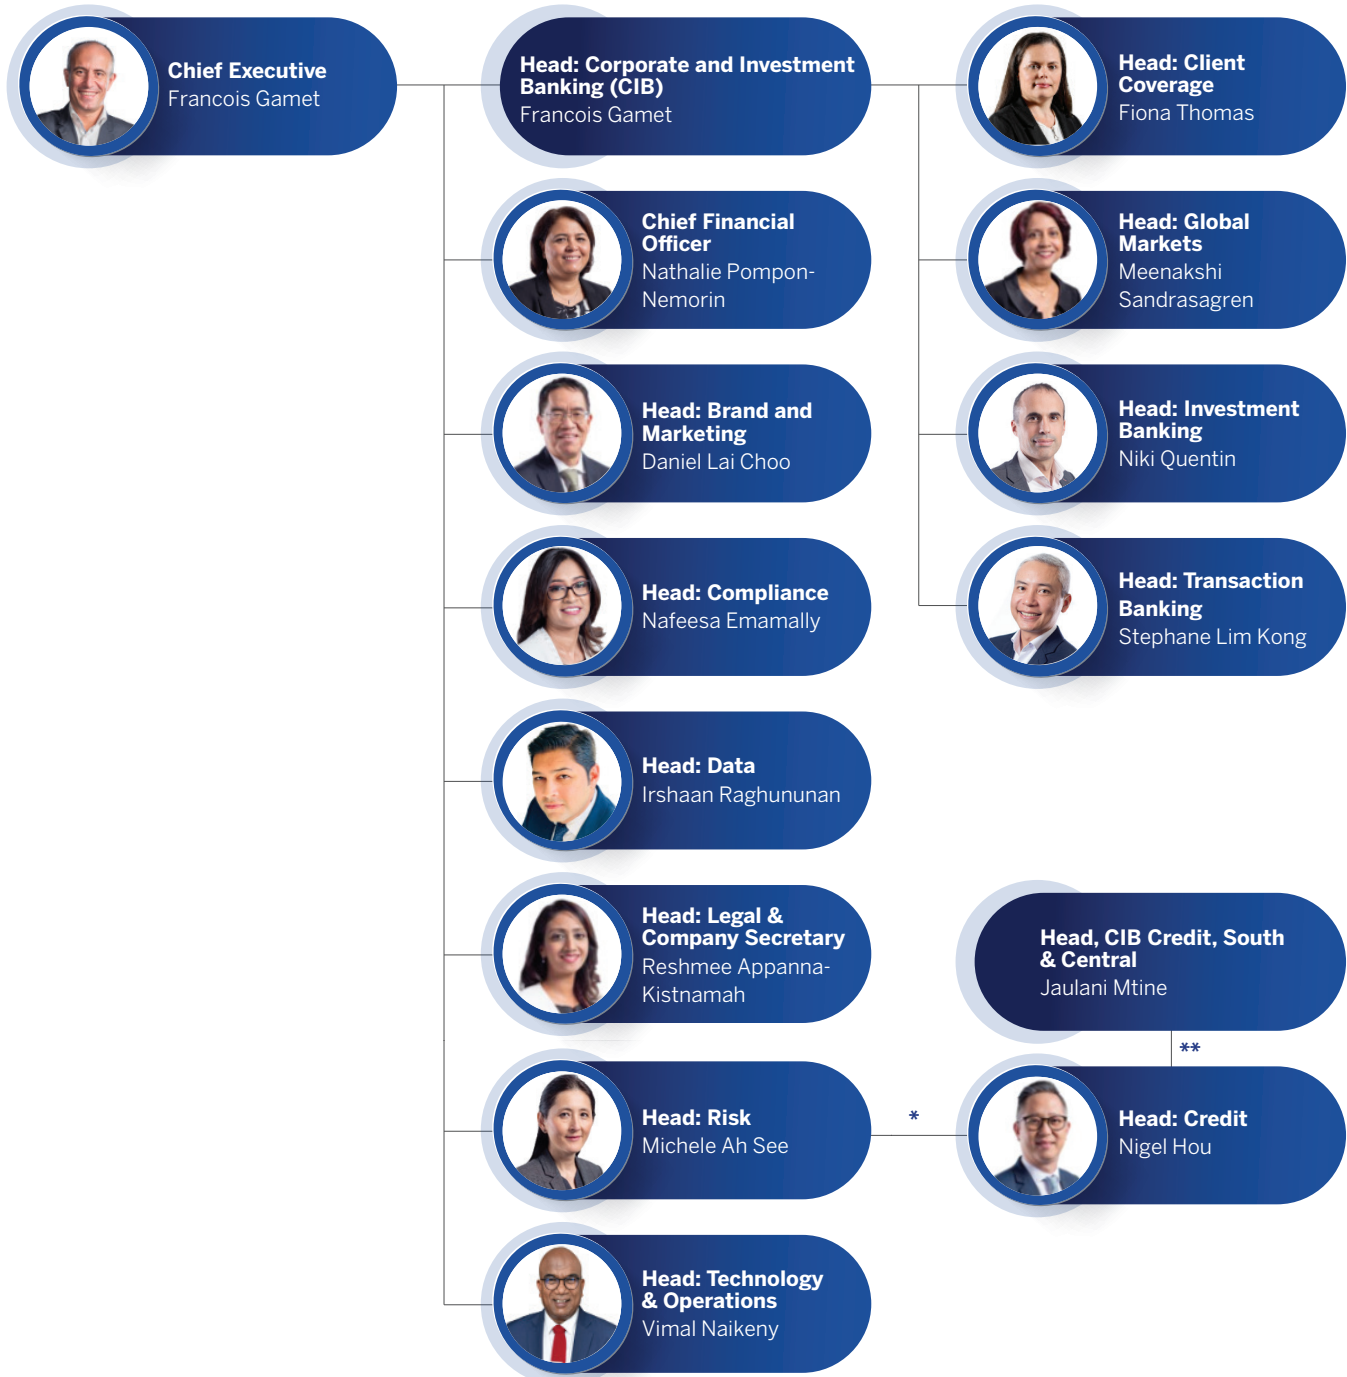 Chief Executive
Francois Gamet
Head: Corporate and Investment
Banking (CIB)
Francois Gamet
Head: Client
Coverage
Fiona Thomas
Chief Financial
Officer
Nathalie Pompon-
Nemorin
Head: Global
Markets
Meenakshi
Sandrasagren
Head: Brand and
Marketing
Daniel Lai Choo
Head: Investment
Banking
Niki Quentin
Head: Compliance
Nafeesa Emamally
Head: Transaction
Banking
Stephane Lim Kong
Head: Data
Irshaan Raghununan
Head: Legal &
Company Secretary
Reshmee Appanna-
Kistnamah
Head, CIB Credit, South
& Central
Jaulani Mtine
**
Head: Risk
Michele Ah See
*
Head: Credit
Nigel Hou
Head: Technology
& Operations
Vimal Naikeny